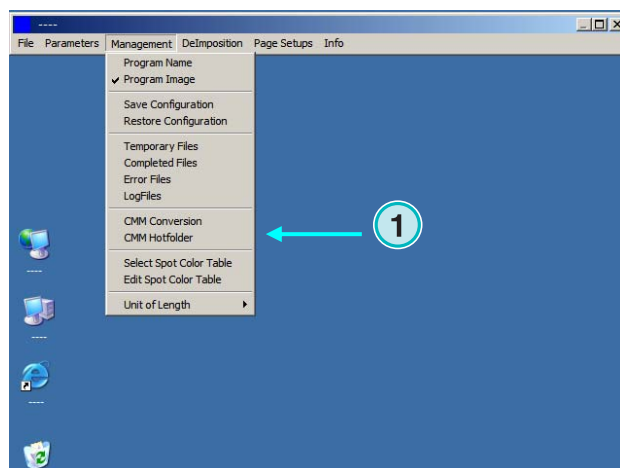 ----
File Parameters Management DeImposition Page Setups Info
Program Name
Program Image
Save Configuration
Restore Configuration
Temporary Files
Completed Files
Error Files
LogFiles
CMM Conversion
CMM Hotfolder
1
Select Spot Color Table
Edit Spot Color Table
Unit of Length
----
----
----